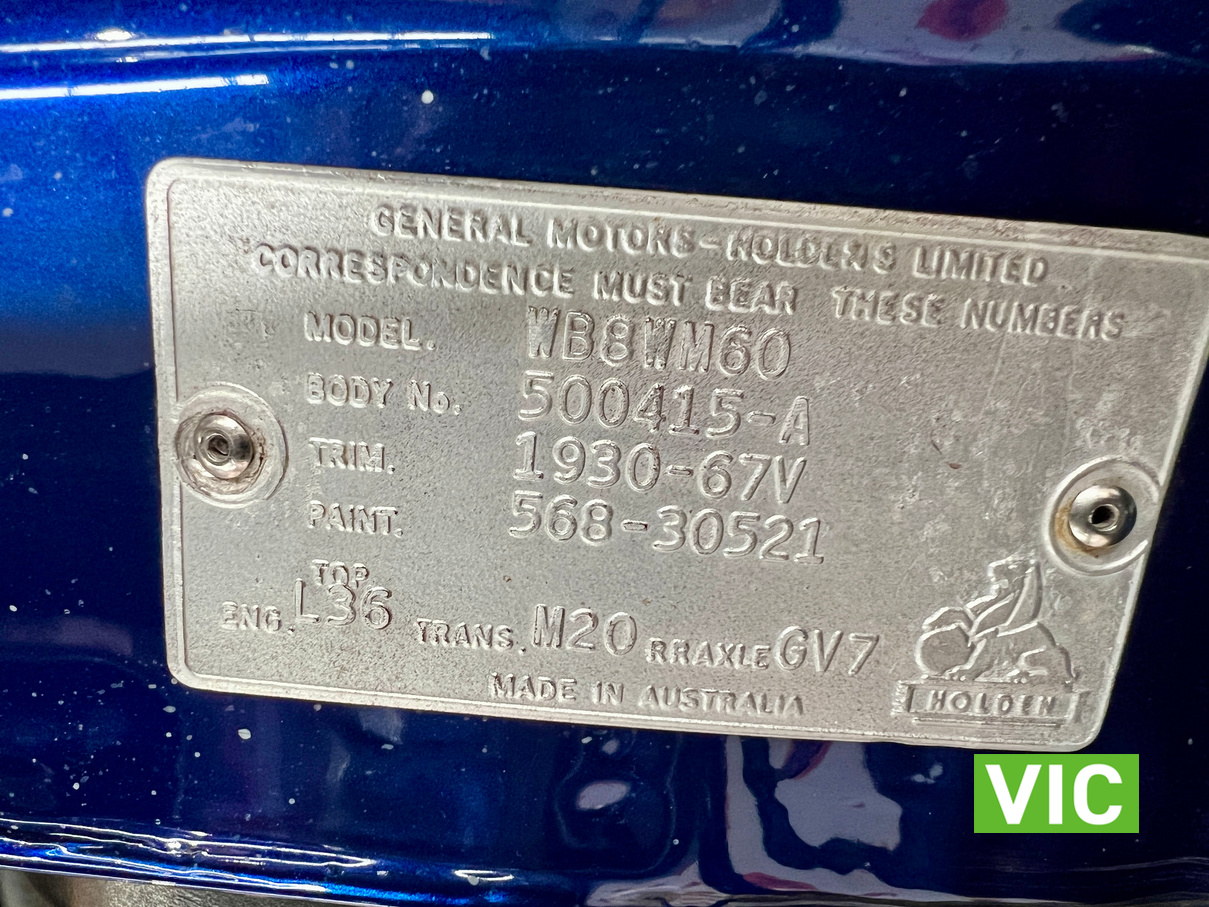 GENERAL MOTORS-HOLDEN'S LIMITED
CORRESPONDENCE MUST BEAR THESE NUMBERS
MODEL. WB8WM60
BODY No. 500415-A
TRIM. 1930-67V
PAINT. 568-30521
TOP
ENG. L36 TRANS. M20 RRAXLE GV7
MADE IN AUSTRALIA
HOLDEN
VIC